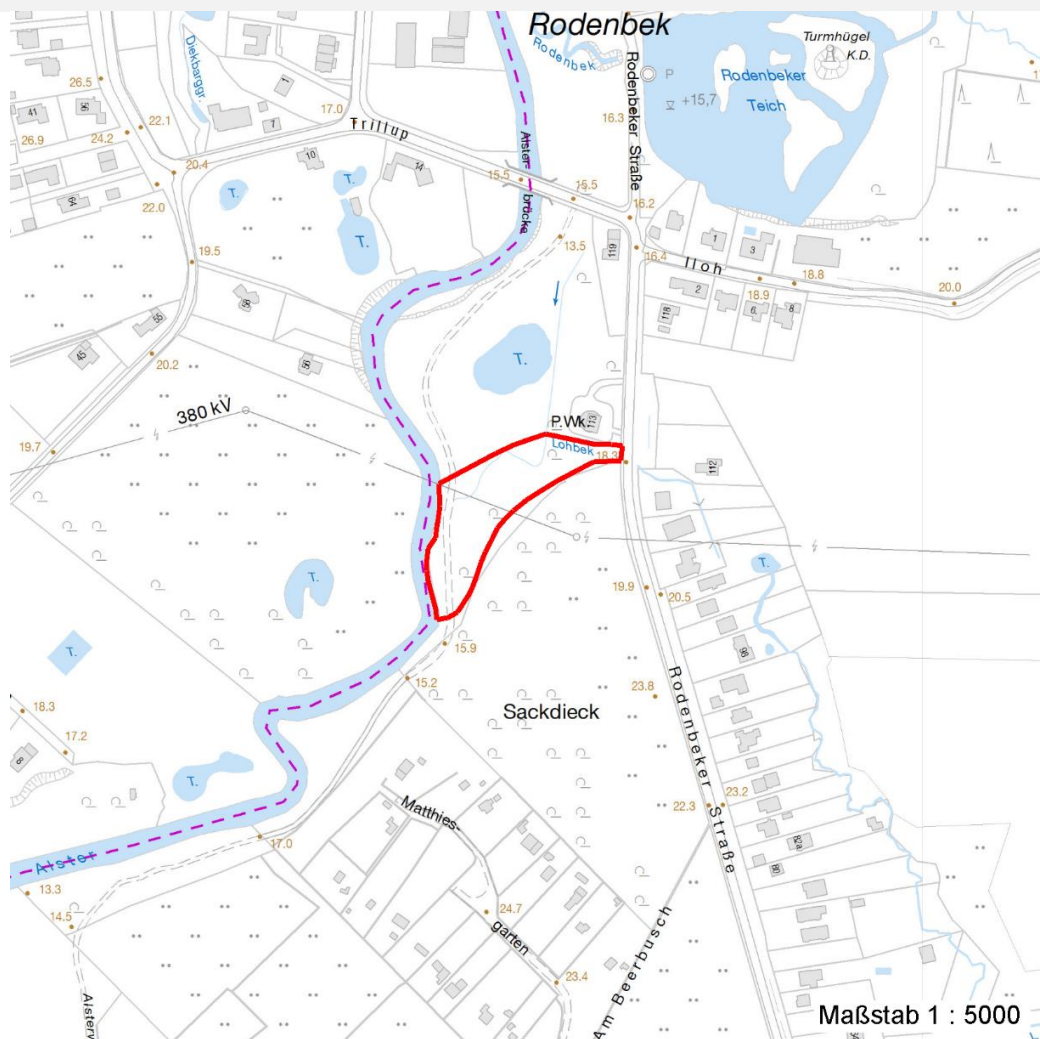 Rodenbek
Turmhügel
K.D.
Rodenbek
Rodenbeker Straße
P
Rodenbeker
Teich
+15,7
Diekbarggr.
26.5
41
1
7
17.0
22.1
24.2
26.9
Trillup
16.3
20.4
10
14
15.5
Alster
brücke
15.5
64
22.0
T.
T.
16.2
T.
13.5
119
16.4
1
3
Iloh
19.5
18.8
2
18.9
20.0
58
118
6
8
55
45
20.2
56
T.
380 kV
P.Wk.
113
19.7
Lohbek
18.3
112
T.
T.
19.9
20.5
T.
15.9
98
15.2
23.8
18.3
Sackdieck
17.2
8
T.
Rodenbeker Straße
Matthies-
garten
22.3
23.2
17.0
82a
80
Alster
13.3
14.5
24.7
23.4
Am Beerbusch
Maßstab 1 : 5000